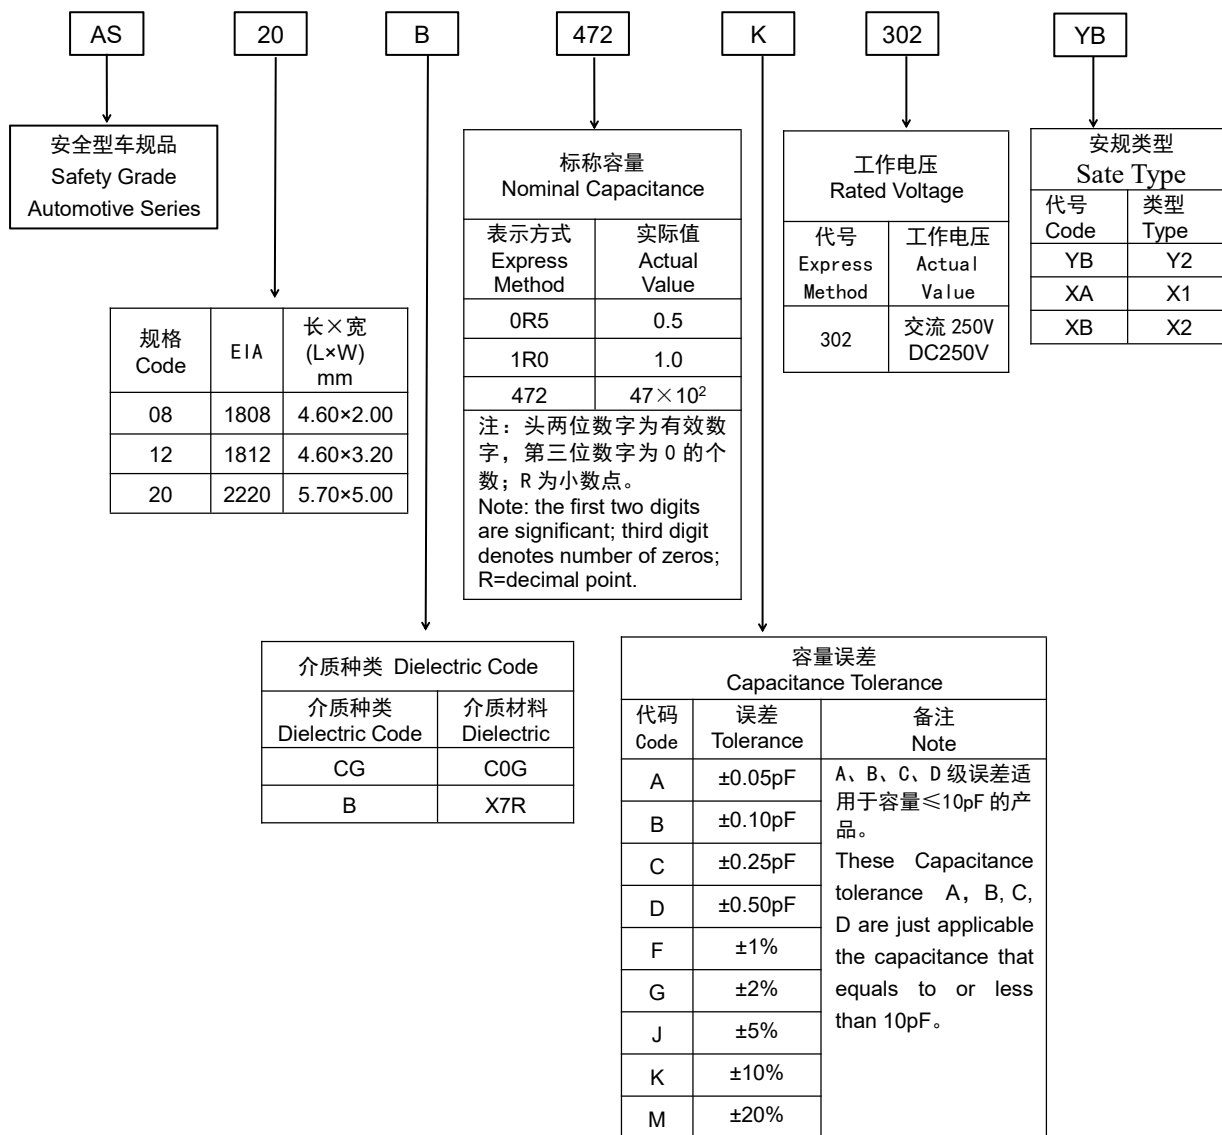 AS 20 B 472 K 302 YB
安全型车规品
Safety Grade
Automotive Series
规格
Code
EIA
长×宽
(L×W)
mm
08 1808 4.60×2.00
12 1812 4.60×3.20
20 2220 5.70×5.00
标称容量
Nominal Capacitance
表示方式
Express
Method
实际值
Actual
Value
0R5 0.5
1R0 1.0
472 47×10²
注：头两位数字为有效数
字，第三位数字为 0 的个
数；R 为小数点。
Note: the first two digits
are significant; third digit
denotes number of zeros;
R=decimal point.
工作电压
Rated Voltage
代号
Express
Method
工作电压
Actual
Value
302
交流 250V
DC250V
安规类型
Sate Type
代号
Code
类型
Type
YB Y2
XA X1
XB X2
介质种类 Dielectric Code
介质种类
Dielectric Code
介质材料
Dielectric
CG C0G
B X7R
容量误差
Capacitance Tolerance
代码
Code
误差
Tolerance
备注
Note
A ±0.05pF
B ±0.10pF
C ±0.25pF
D ±0.50pF
F ±1%
G ±2%
J ±5%
K ±10%
M ±20%
A、B、C、D 级误差适
用于容量≤10pF 的产
品。
These Capacitance
tolerance A，B, C,
D are just applicable
the capacitance that
equals to or less
than 10pF。